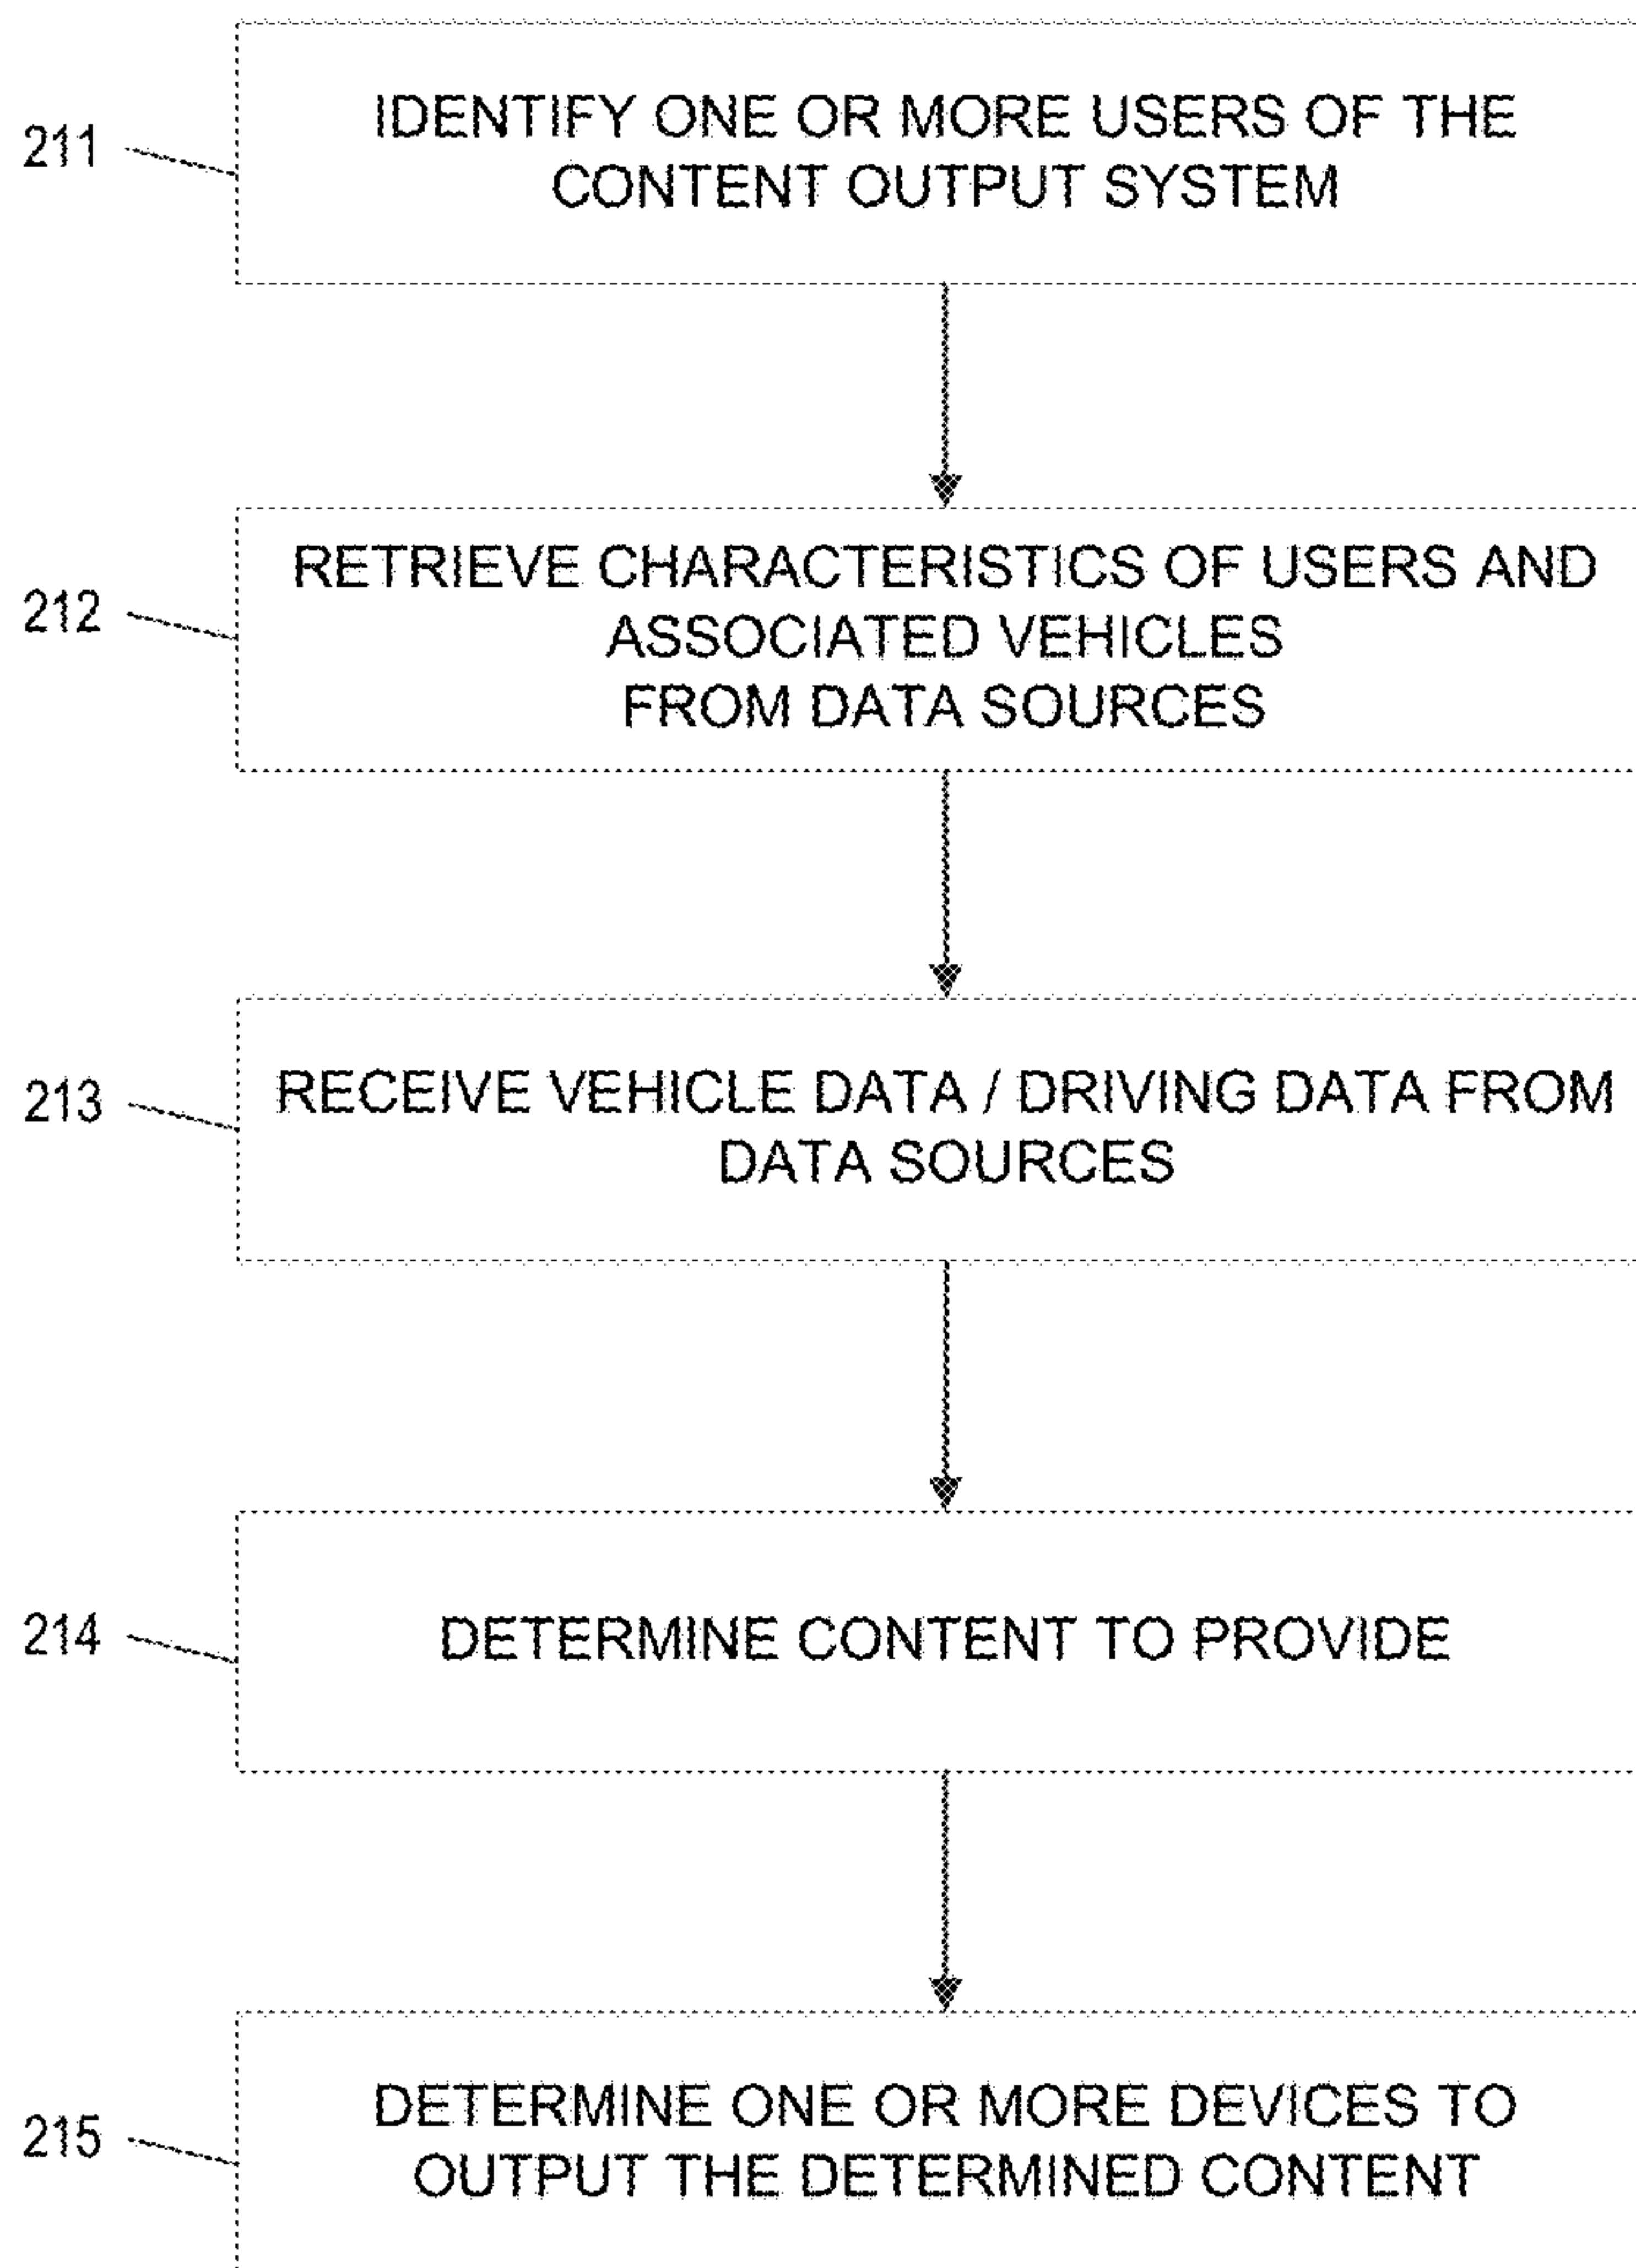 211
IDENTIFY ONE OR MORE USERS OF THE
CONTENT OUTPUT SYSTEM
212
RETRIEVE CHARACTERISTICS OF USERS AND
ASSOCIATED VEHICLES
FROM DATA SOURCES
213
RECEIVE VEHICLE DATA / DRIVING DATA FROM
DATA SOURCES
214
DETERMINE CONTENT TO PROVIDE
215
DETERMINE ONE OR MORE DEVICES TO
OUTPUT THE DETERMINED CONTENT